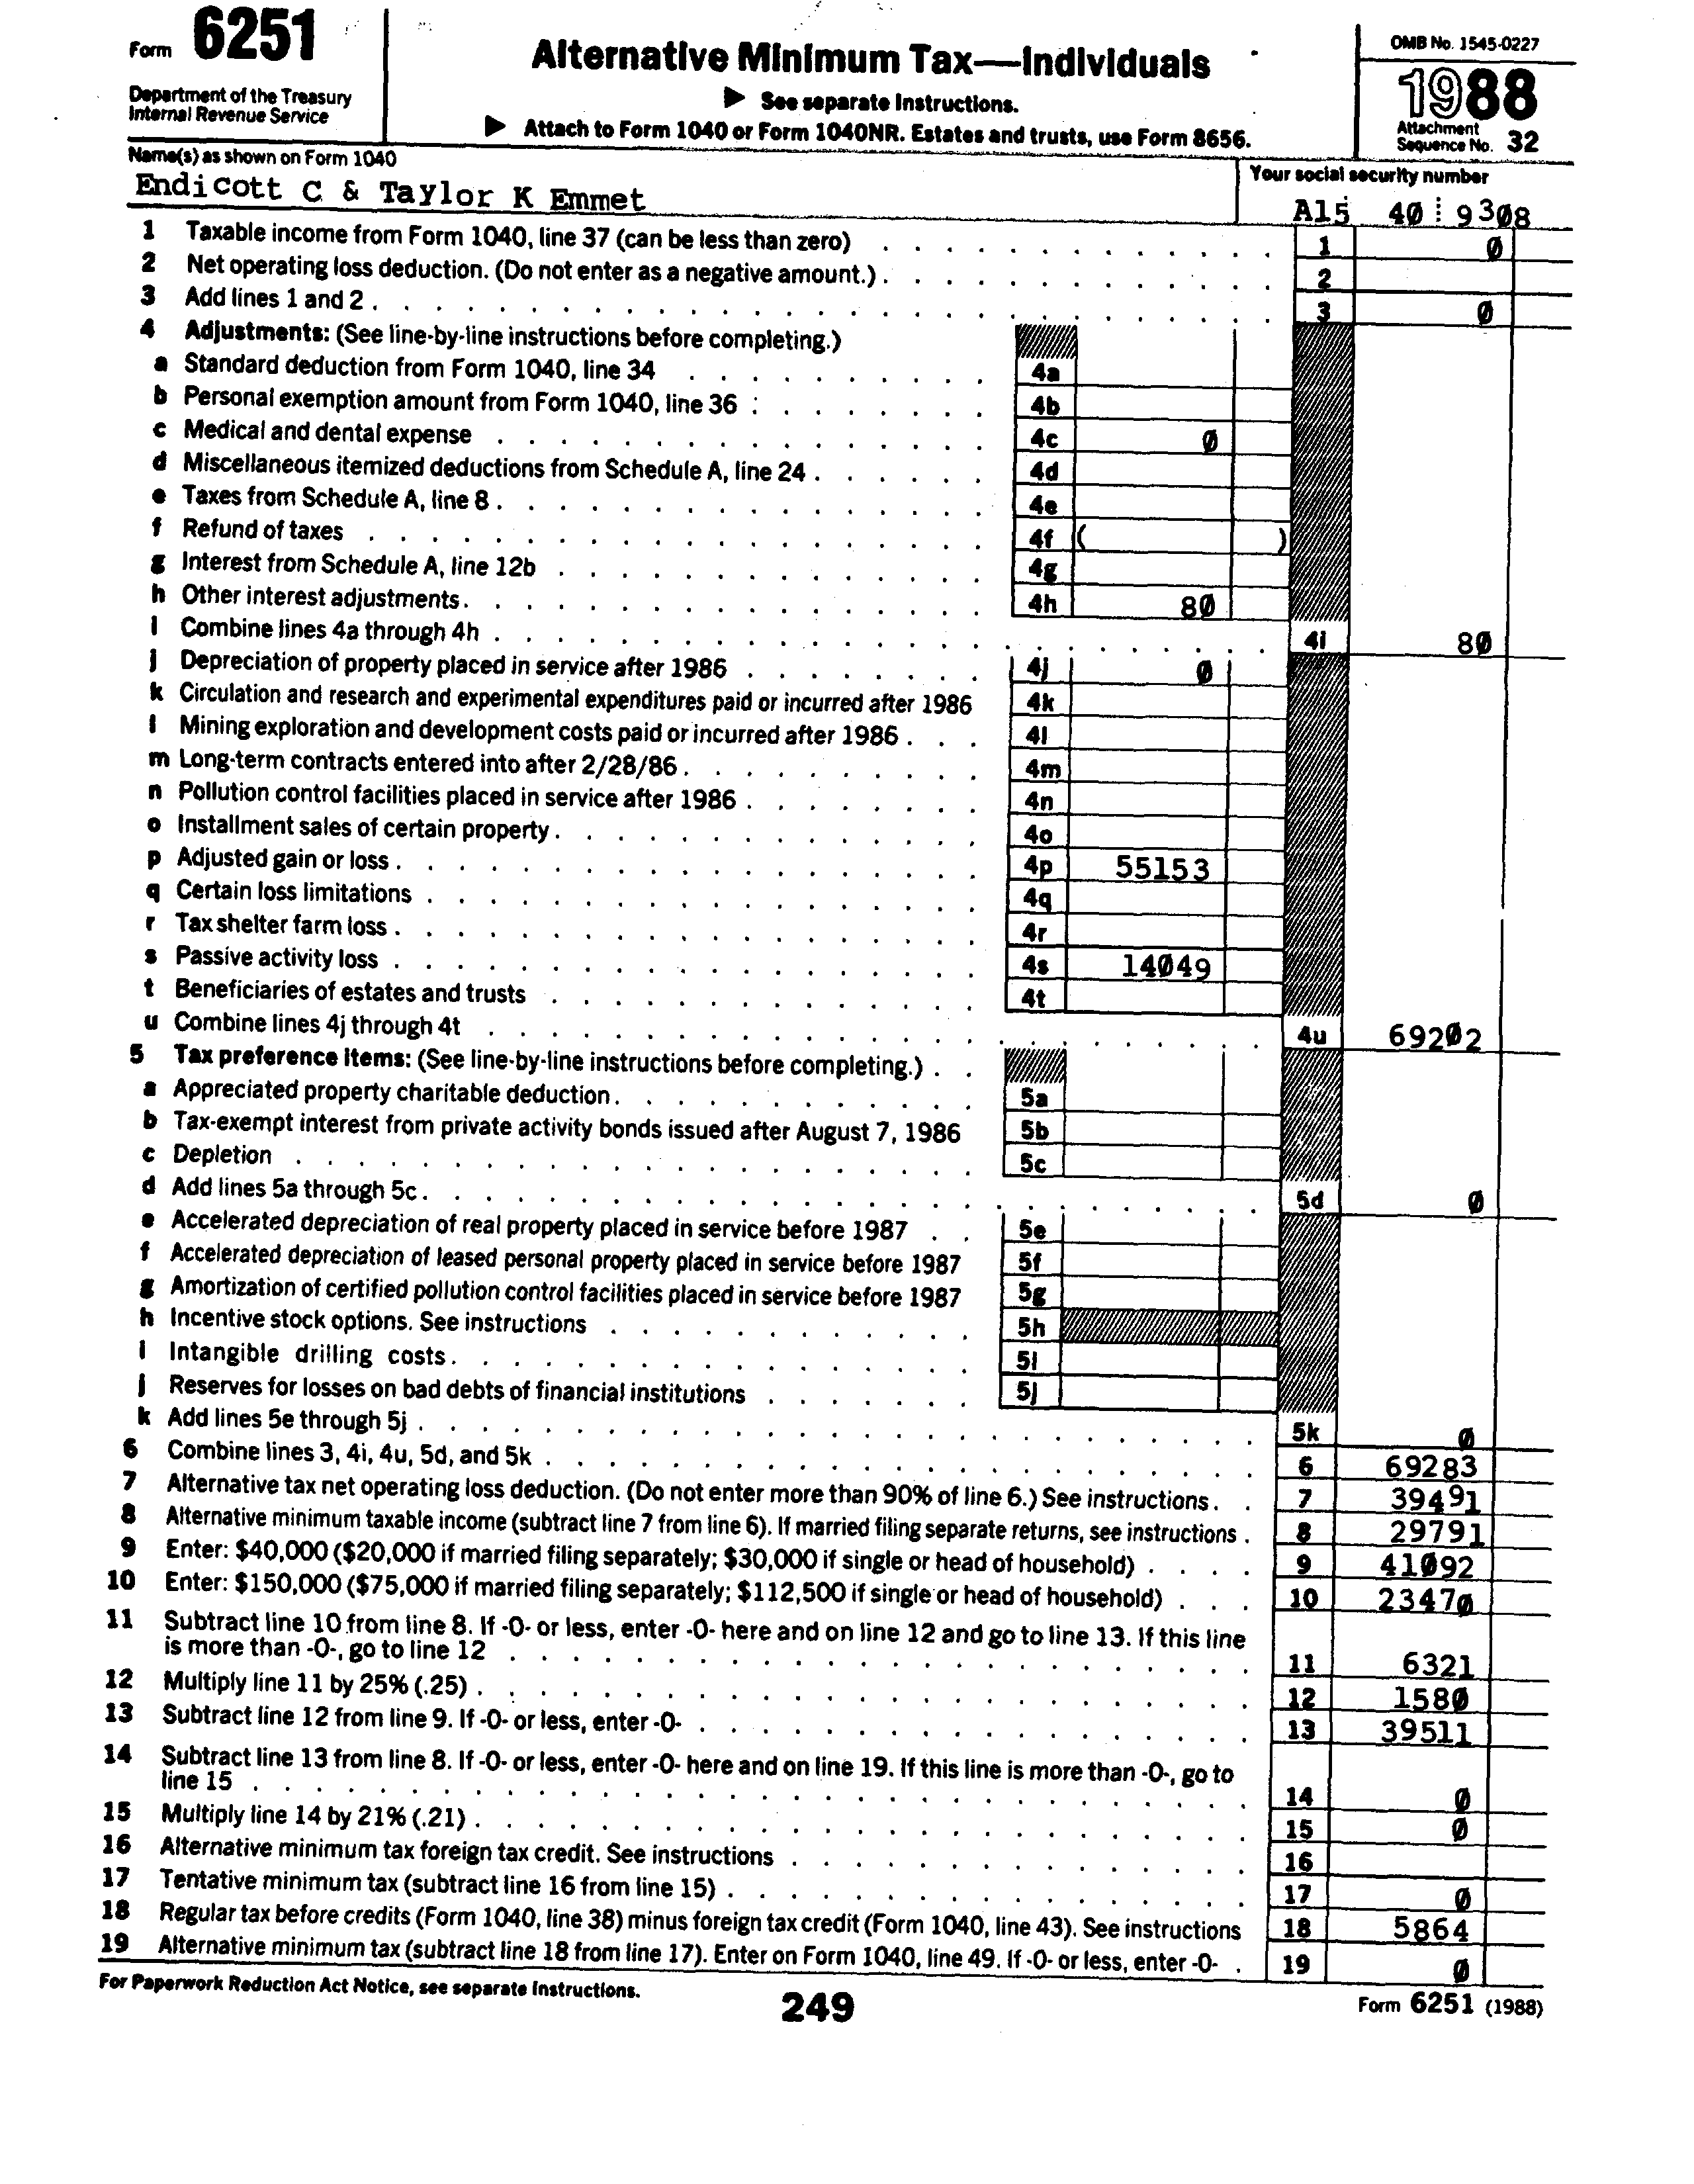 Form 6251
Department of the Treasury
Internal Revenue Service
Alternative Minimum Tax—Individuals
▶ See separate Instructions.
▶ Attach to Form 1040 or Form 1040NR. Estates and trusts, use Form 8656.
OMB No. 1545-0227
1988
Attachment
Sequence No. 32
Name(s) as shown on Form 1040
Endicott C & Taylor K Emmet
Your social security number
A15 40 9308
1 Taxable income from Form 1040, line 37 (can be less than zero) . . . 1 0
2 Net operating loss deduction. (Do not enter as a negative amount.) . . . 2
3 Add lines 1 and 2 . . . 3 0
4 Adjustments: (See line-by-line instructions before completing.)
a Standard deduction from Form 1040, line 34 . . . 4a
b Personal exemption amount from Form 1040, line 36 . . . 4b
c Medical and dental expense . . . 4c 0
d Miscellaneous itemized deductions from Schedule A, line 24 . . . 4d
e Taxes from Schedule A, line 8 . . . 4e
f Refund of taxes . . . 4f ( )
g Interest from Schedule A, line 12b . . . 4g
h Other interest adjustments . . . 4h 80
i Combine lines 4a through 4h . . . 4i 80
j Depreciation of property placed in service after 1986 . . . 4j 0
k Circulation and research and experimental expenditures paid or incurred after 1986 4k
l Mining exploration and development costs paid or incurred after 1986 . . . 4l
m Long-term contracts entered into after 2/28/86 . . . 4m
n Pollution control facilities placed in service after 1986 . . . 4n
o Installment sales of certain property . . . 4o
p Adjusted gain or loss . . . 4p 55153
q Certain loss limitations . . . 4q
r Tax shelter farm loss . . . 4r
s Passive activity loss . . . 4s 14049
t Beneficiaries of estates and trusts . . . 4t
u Combine lines 4j through 4t . . . 4u 69202
5 Tax preference items: (See line-by-line instructions before completing.) . .
a Appreciated property charitable deduction . . . 5a
b Tax-exempt interest from private activity bonds issued after August 7, 1986 5b
c Depletion . . . 5c
d Add lines 5a through 5c . . . 5d 0
e Accelerated depreciation of real property placed in service before 1987 . . 5e
f Accelerated depreciation of leased personal property placed in service before 1987 5f
g Amortization of certified pollution control facilities placed in service before 1987 5g
h Incentive stock options. See instructions . . . 5h
i Intangible drilling costs . . . 5i
j Reserves for losses on bad debts of financial institutions . . . 5j
k Add lines 5e through 5j . . . 5k 0
6 Combine lines 3, 4i, 4u, 5d, and 5k . . . 6 69283
7 Alternative tax net operating loss deduction. (Do not enter more than 90% of line 6.) See instructions . . 7 39491
8 Alternative minimum taxable income (subtract line 7 from line 6). If married filing separate returns, see instructions . 8 29791
9 Enter: $40,000 ($20,000 if married filing separately; $30,000 if single or head of household) . . . . 9 41092
10 Enter: $150,000 ($75,000 if married filing separately; $112,500 if single or head of household) . . . 10 23470
11 Subtract line 10 from line 8. If -0- or less, enter -0- here and on line 12 and go to line 13. If this line
is more than -0-, go to line 12 . . . 11 6321
12 Multiply line 11 by 25% (.25) . . . 12 1580
13 Subtract line 12 from line 9. If -0- or less, enter -0- . . . 13 39511
14 Subtract line 13 from line 8. If -0- or less, enter -0- here and on line 19. If this line is more than -0-, go to
line 15 . . . 14 0
15 Multiply line 14 by 21% (.21) . . . 15 0
16 Alternative minimum tax foreign tax credit. See instructions . . . 16
17 Tentative minimum tax (subtract line 16 from line 15) . . . 17 0
18 Regular tax before credits (Form 1040, line 38) minus foreign tax credit (Form 1040, line 43). See instructions 18 5864
19 Alternative minimum tax (subtract line 18 from line 17). Enter on Form 1040, line 49. If -0- or less, enter -0- . 19 0
For Paperwork Reduction Act Notice, see separate Instructions.
249
Form 6251 (1988)